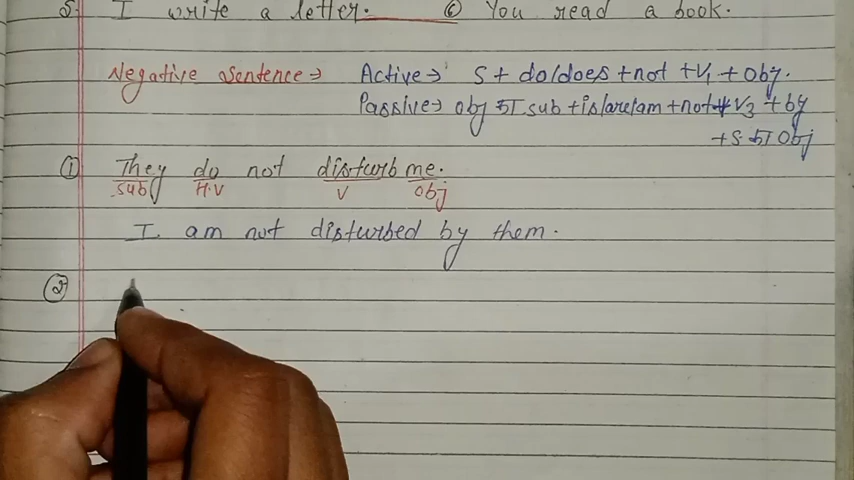 5. I write a letter. ⑥ You read a book.
Negative Sentence → Active → S + do/does + not + V₁ + Obj.
Passive → obj का sub + is/are/am + not + V₃ + by
+ S का Obj
① They do not disturb me.
sub H.V V Obj
I am not disturbed by them.
②